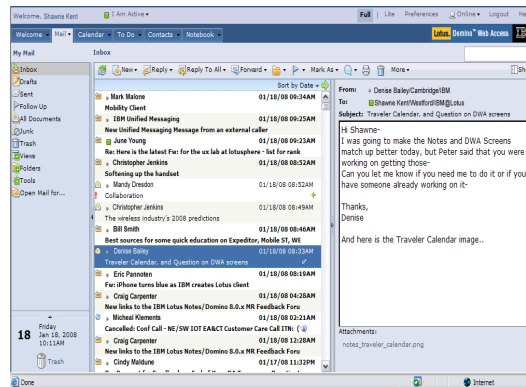 Welcome, Shawne Kent
I Am Active
Full | Lite Preferences Online Logout He
Welcome Mail Calendar To Do Contacts Notebook
Lotus. Domino™ Web Access IBM
My Mail
Inbox
Inbox
Drafts
Sent
Follow Up
All Documents
Junk
Trash
Views
Folders
Tools
Open Mail for...
18
Friday
Jan 18, 2008
10:11AM
Trash
New Reply Reply To All Forward Mark As More Sh
Sort by Date
Mark Malone 01/18/08 09:34AM
Mobility Client
IBM Unified Messaging 01/18/08 09:25AM
New Unified Messaging Message from an external caller
June Young 01/18/08 09:23AM
Re: Here is the latest Fw: for the ux lab at lotusphere - list for rank
Christopher Jenkins 01/18/08 08:52AM
Softening up the handset
Mandy Dresdon 01/18/08 08:52AM
! Collaboration
Christopher Jenkins 01/18/08 08:49AM
The wireless industry's 2008 predictions
Bill Smith 01/18/08 08:46AM
Best sources for some quick education on Expeditor, Mobile ST, WE
Denise Bailey 01/18/08 08:33AM
Traveler Calendar, and Question on DWA screens
Eric Pannoten 01/18/08 08:19AM
Fw: iPhone turns blue as IBM creates Lotus client
Craig Carpenter 01/18/08 04:28AM
New links to the IBM Lotus Notes/Domino 8.0.x MR Feedback Foru
Micheal Klements 01/18/08 02:21AM
Cancelled: Conf Call - NE/SW IOT EA&CT Customer Care Call ITN: (
Craig Carpenter 01/18/08 12:28AM
New links to the IBM Lotus Notes/Domino 8.0.x MR Feedback Foru
Cindy Maldune 01/17/08 11:32PM
From: Denise Bailey/Cambridge/IBM
To: Shawne Kent/Westford/IBM@Lotus
Subject: Traveler Calendar, and Question on DWA screens
Hi Shawne-
I was going to make the Notes and DWA Screens
match up better today, but Peter said that you were
working on getting those-
Can you let me know if you need me to do it or if you
have someone already working on it-
Thanks,
Denise
And here is the Traveler Calendar image..
Attachments:
notes_traveler_calendar.png
Done
Internet